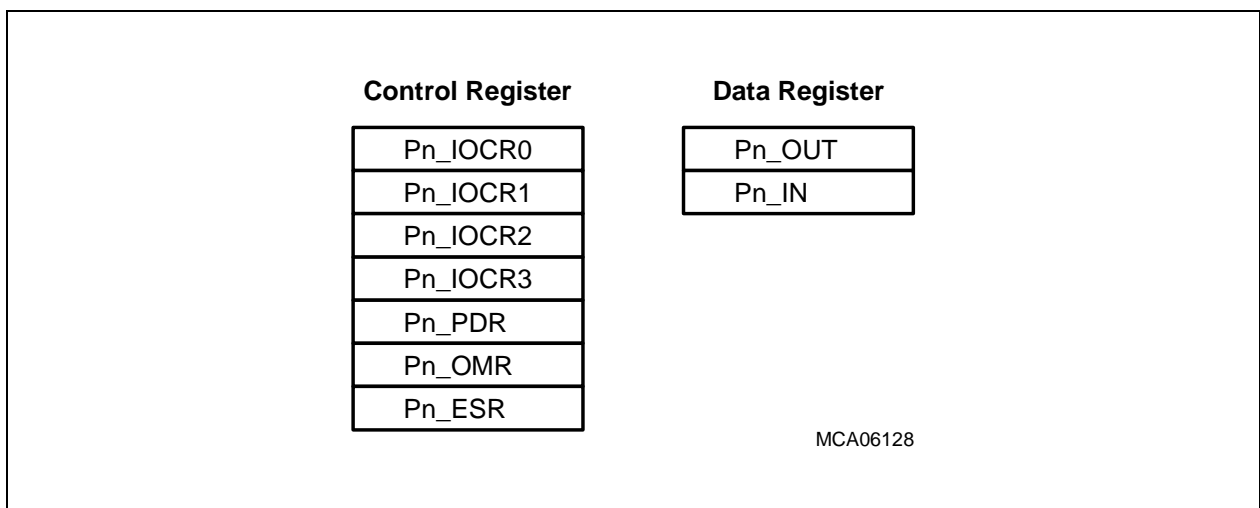 Control Register
Pn_IOCR0
Pn_IOCR1
Pn_IOCR2
Pn_IOCR3
Pn_PDR
Pn_OMR
Pn_ESR
Data Register
Pn_OUT
Pn_IN
MCA06128